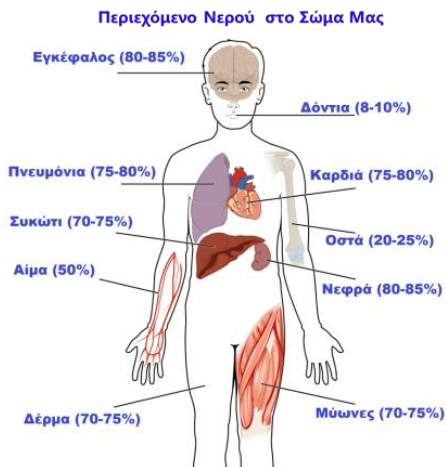 Περιεχόμενο Νερού στο Σώμα Μας
Εγκέφαλος (80-85%)
Δόντια (8-10%)
Πνευμόνια (75-80%)
Καρδιά (75-80%)
Συκώτι (70-75%)
Οστά (20-25%)
Αίμα (50%)
Νεφρά (80-85%)
Δέρμα (70-75%)
Μύωνες (70-75%)